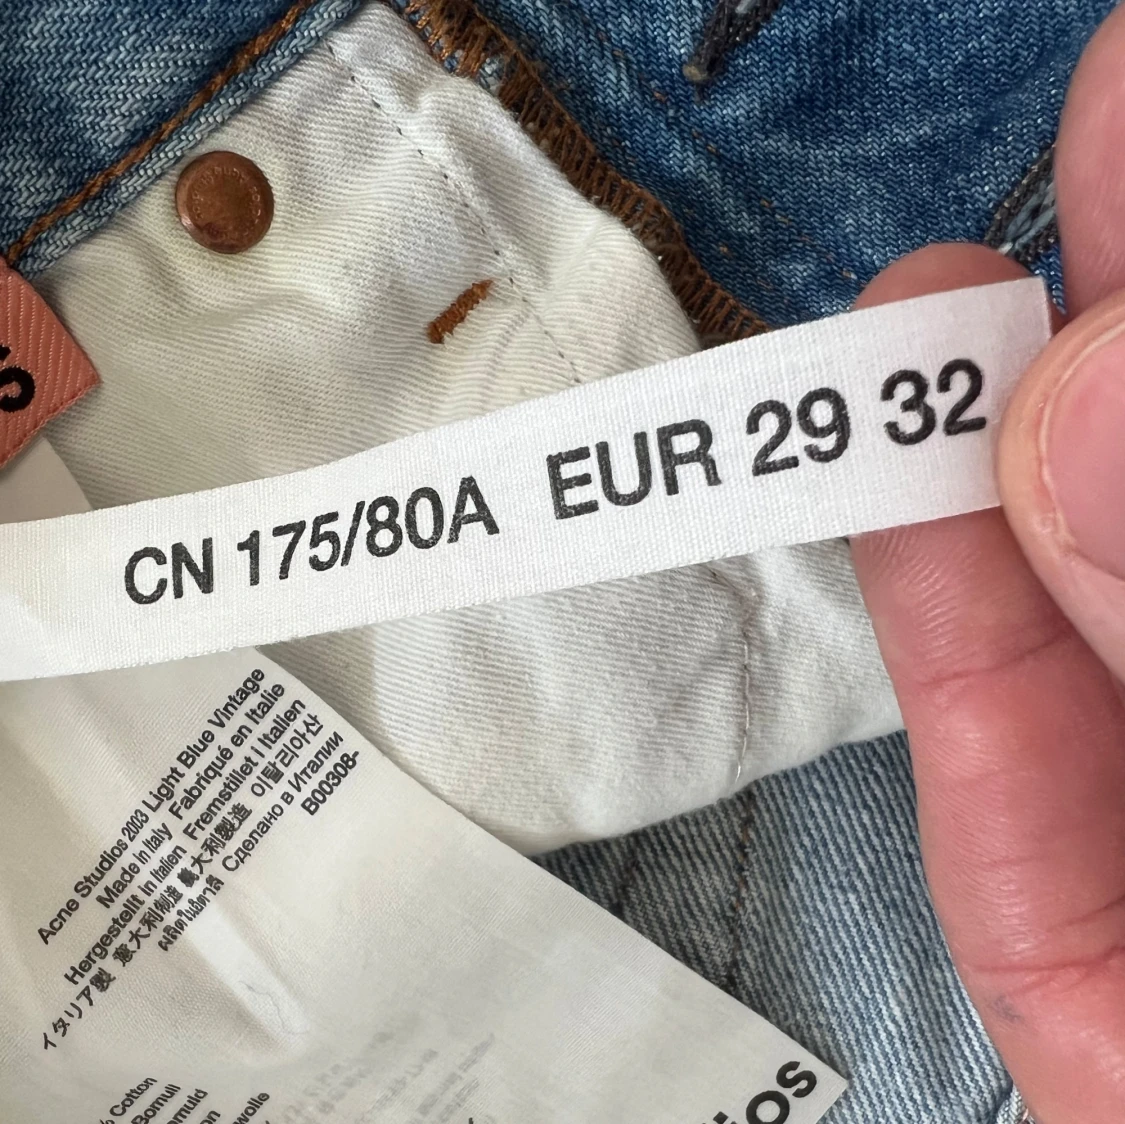 CN 175/80A EUR 29 32
Acne Studios 2003 Light Blue Vintage
Made in Italy Fabriqué en Italie
Hergestellt in Italien Fremstillet i Italien
イタリア製 意大利制造 義大利製造 이탈리아산
ผลิตในอิตาลี Сделано в Италии
B00308-
Cotton
Bomull